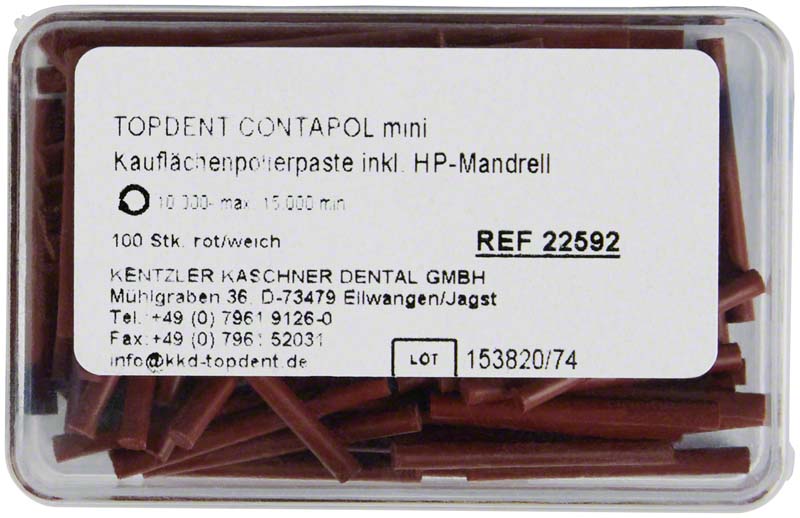 TOPDENT CONTAPOL mini
Kauflächenpolierpaste inkl. HP-Mandrell
10 000- max. 15 000 min
100 Stk. rot/weich REF 22592
KENTZLER KASCHNER DENTAL GMBH
Mühlgraben 36, D-73479 Ellwangen/Jagst
Tel.:+49 (0) 7961 9126-0
Fax:+49 (0) 7961 52031
info@kkd-topdent.de LOT 153820/74